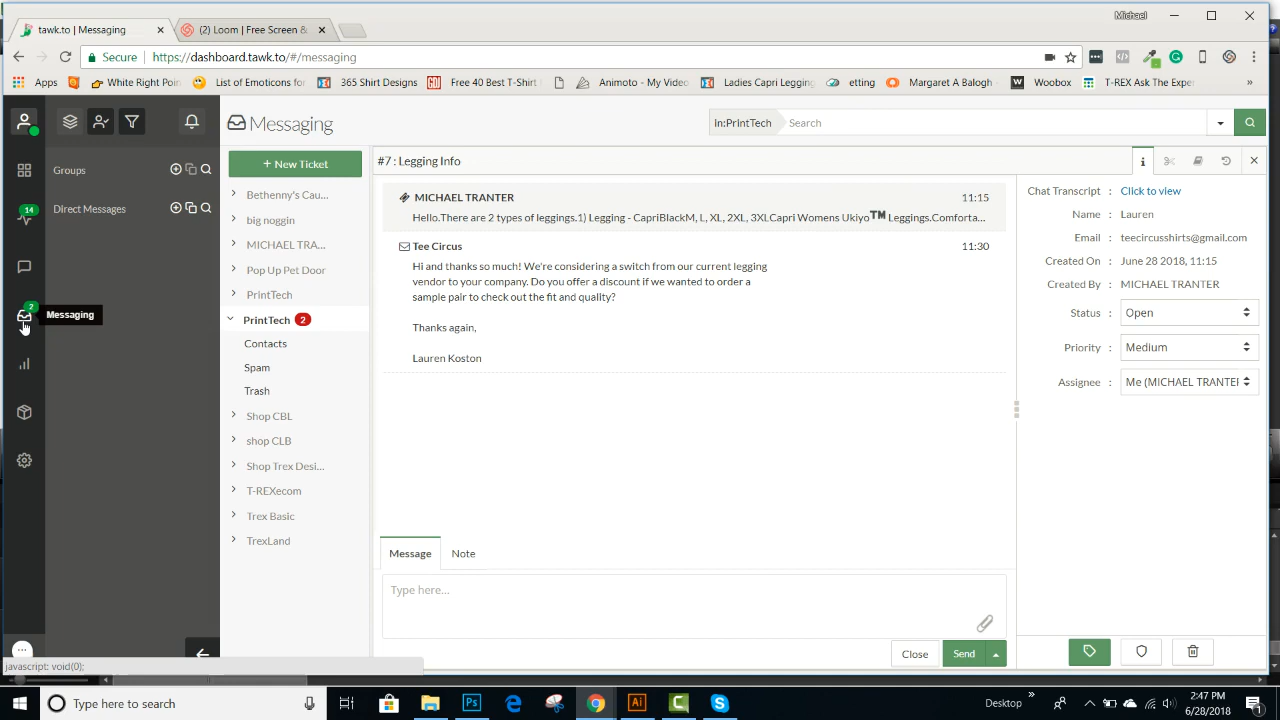 tawk.to | Messaging
(2) Loom | Free Screen &
Michael
Secure
https://dashboard.tawk.to/#/messaging
Apps
White Right Poin
List of Emoticons for
365 Shirt Designs
Free 40 Best T-Shirt
Animoto - My Video
Ladies Capri Legging
etting
Margaret A Balogh
Woobox
T-REX Ask The Exper
Messaging
In:PrintTech
Search
Groups
Direct Messages
14
2
Messaging
+ New Ticket
Bethenny's Cau...
big noggin
MICHAEL TRA...
Pop Up Pet Door
PrintTech
PrintTech 2
Contacts
Spam
Trash
Shop CBL
shop CLB
Shop Trex Desi...
T-REXecom
Trex Basic
TrexLand
#7 : Legging Info
MICHAEL TRANTER 11:15
Hello.There are 2 types of leggings.1) Legging - CapriBlackM, L, XL, 2XL, 3XLCapri Womens Ukiyo™ Leggings.Comforta...
Tee Circus 11:30
Hi and thanks so much! We're considering a switch from our current legging
vendor to your company. Do you offer a discount if we wanted to order a
sample pair to check out the fit and quality?
Thanks again,
Lauren Koston
Message
Note
Type here...
Close
Send
Chat Transcript : Click to view
Name : Lauren
Email : teecircusshirts@gmail.com
Created On : June 28 2018, 11:15
Created By : MICHAEL TRANTER
Status : Open
Priority : Medium
Assignee : Me (MICHAEL TRANTER
javascript: void(0);
Type here to search
Desktop
2:47 PM
6/28/2018
1